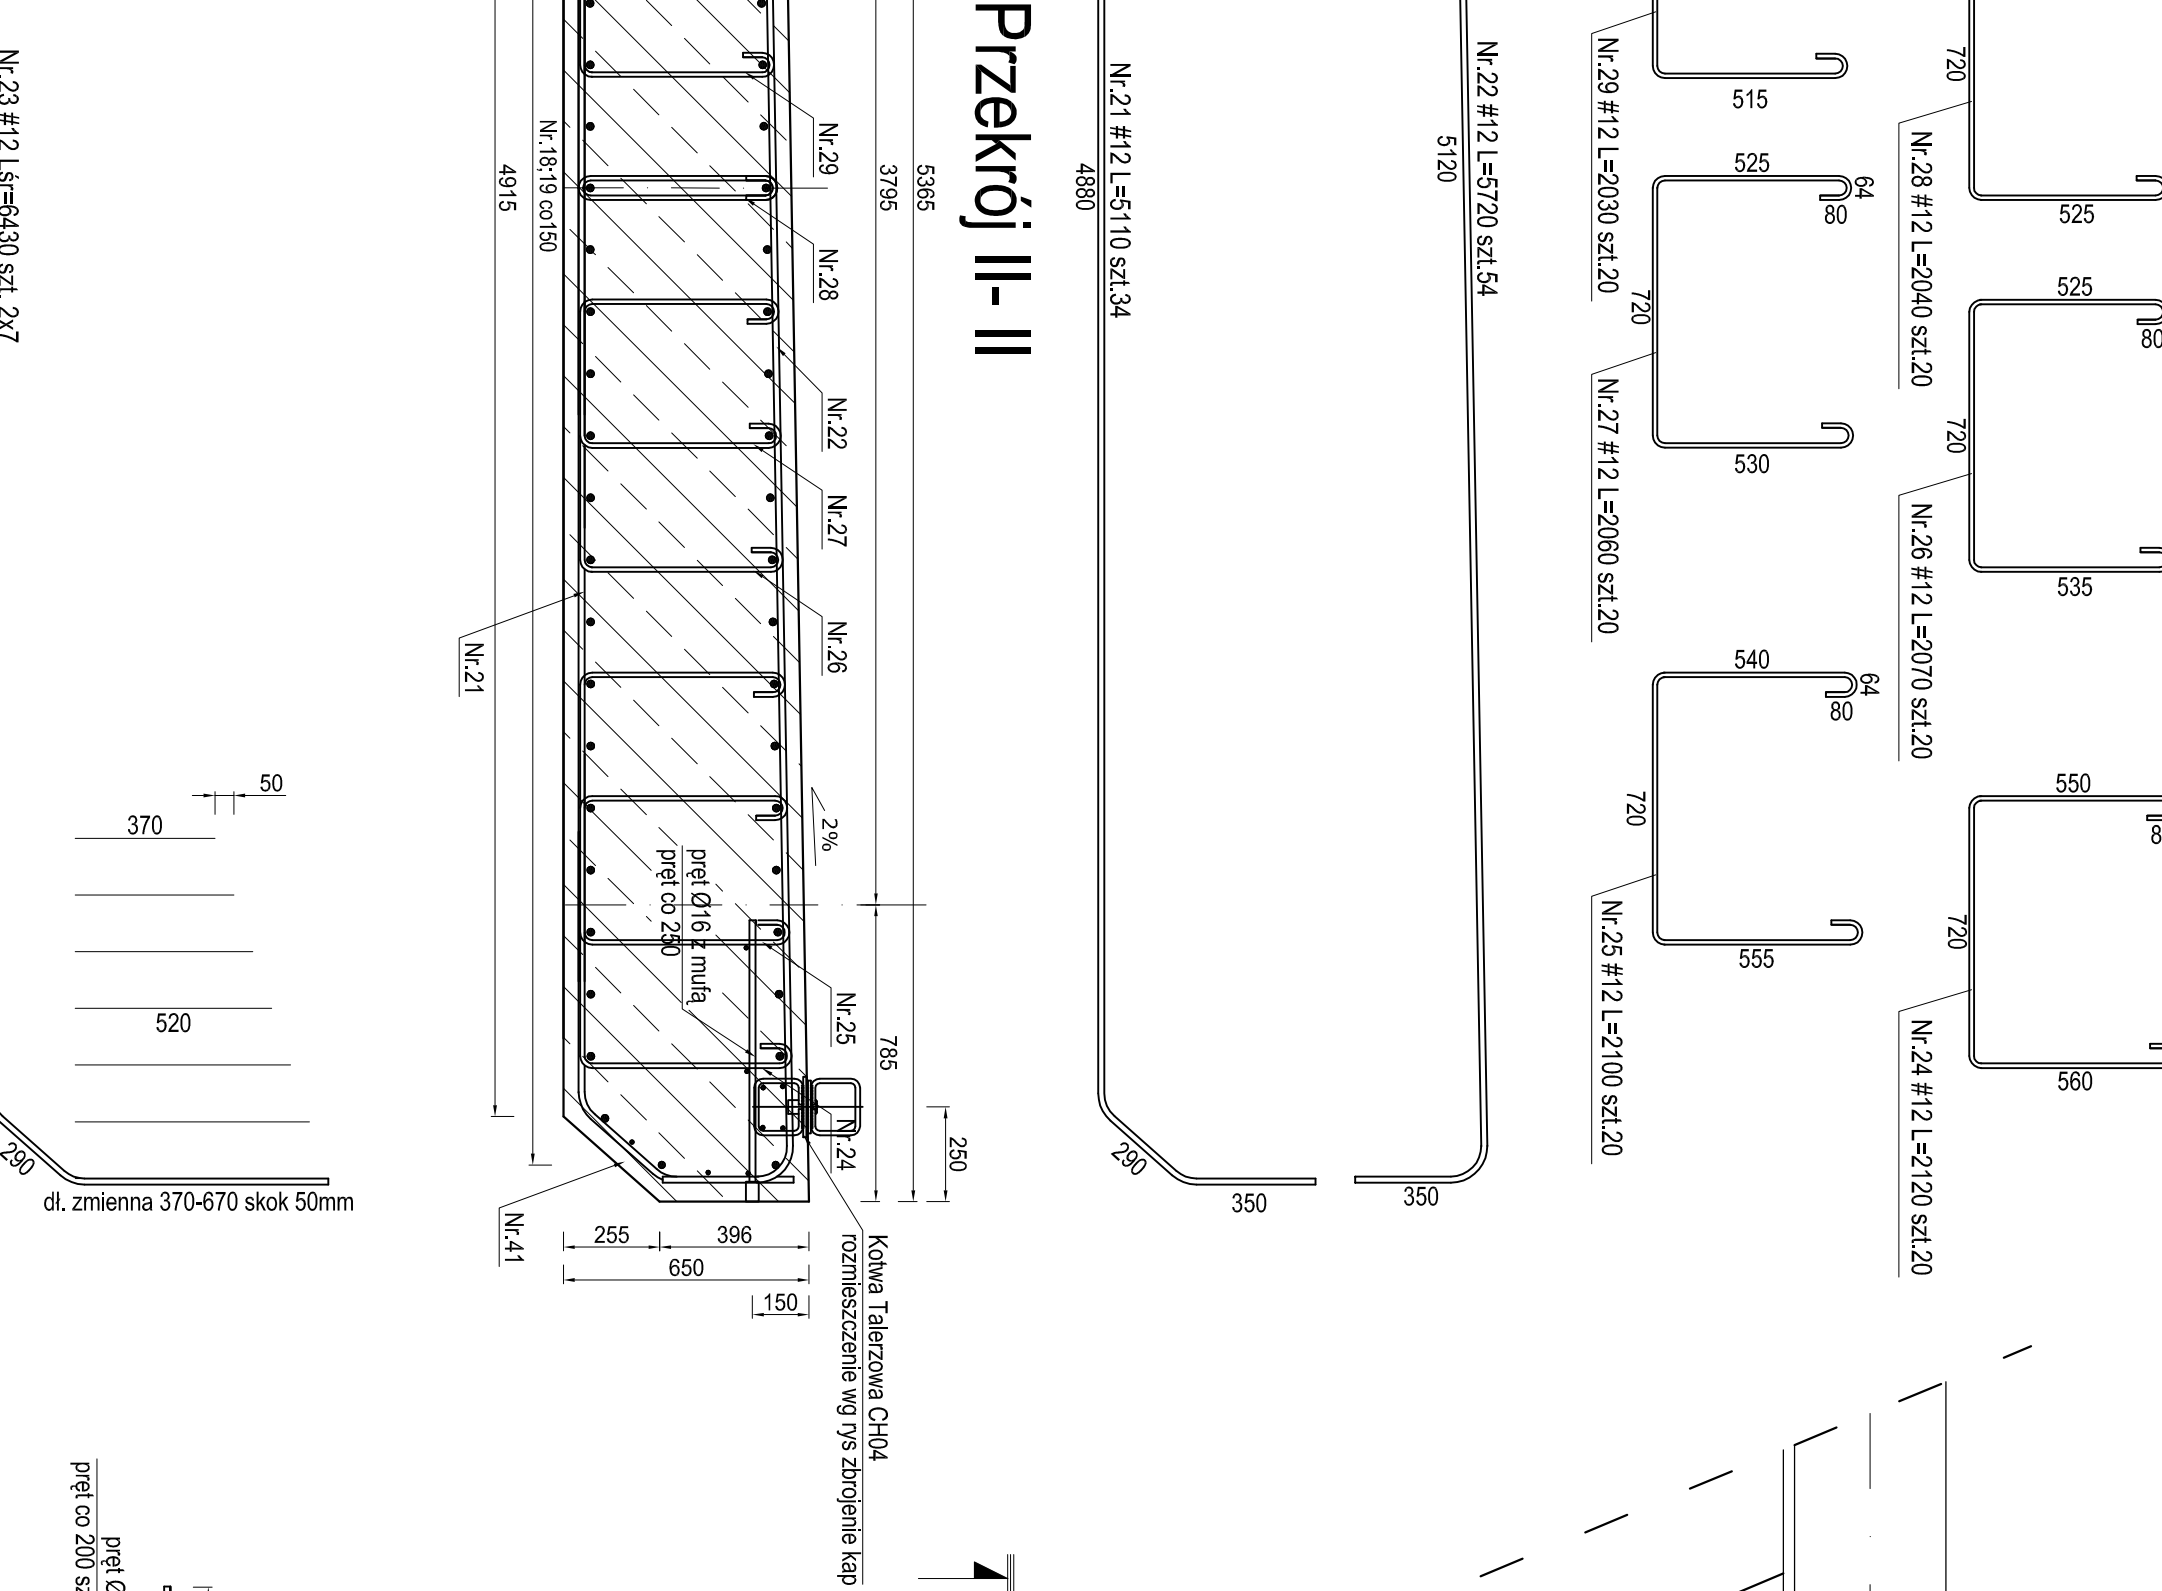 Przekrój II- II
5365
3795
785
250
4915
Nr.18;19 co150
Nr.29
Nr.28
Nr.22
Nr.27
Nr.26
Nr.21
2%
pręt Ø16 z mufą
pręt co 250
Nr.25
Nr.24
Nr.41
255
396
650
150
Kotwa Talerzowa CH04
rozmieszczenie wg rys zbrojenie kap
Nr.21 #12 L=5110 szt.34
4880
290
350
Nr.22 #12 L=5720 szt.54
5120
350
Nr.29 #12 L=2030 szt.20
515
720
Nr.28 #12 L=2040 szt.20
525
525
64
80
720
Nr.27 #12 L=2060 szt.20
530
525
80
720
Nr.26 #12 L=2070 szt.20
535
540
64
80
720
Nr.25 #12 L=2100 szt.20
555
550
8
720
Nr.24 #12 L=2120 szt.20
560
Nr.23 #12 Lśr=6430 szt. 2x7
50
370
520
290
dł. zmienna 370-670 skok 50mm
pręt Ø
pręt co 200 sz